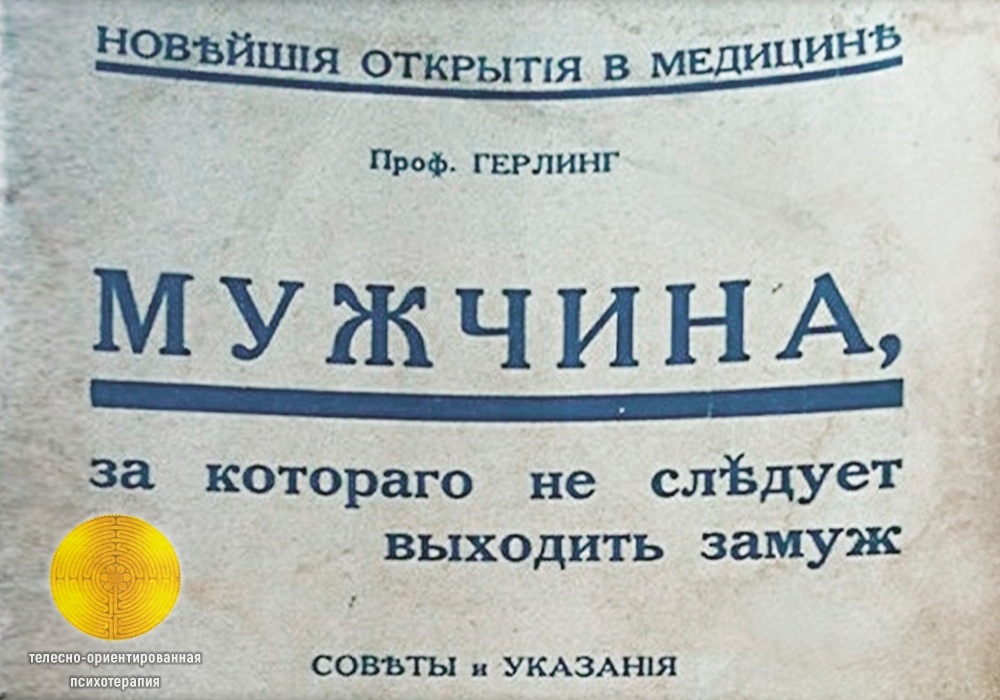 НОВѢЙШІЯ ОТКРЫТІЯ В МЕДИЦИНѢ
Проф. ГЕРЛИНГ
МУЖЧИНА,
за котораго не слѣдует
выходить замуж
телесно-ориентированная
психотерапия
СОВѢТЫ и УКАЗАНІЯ